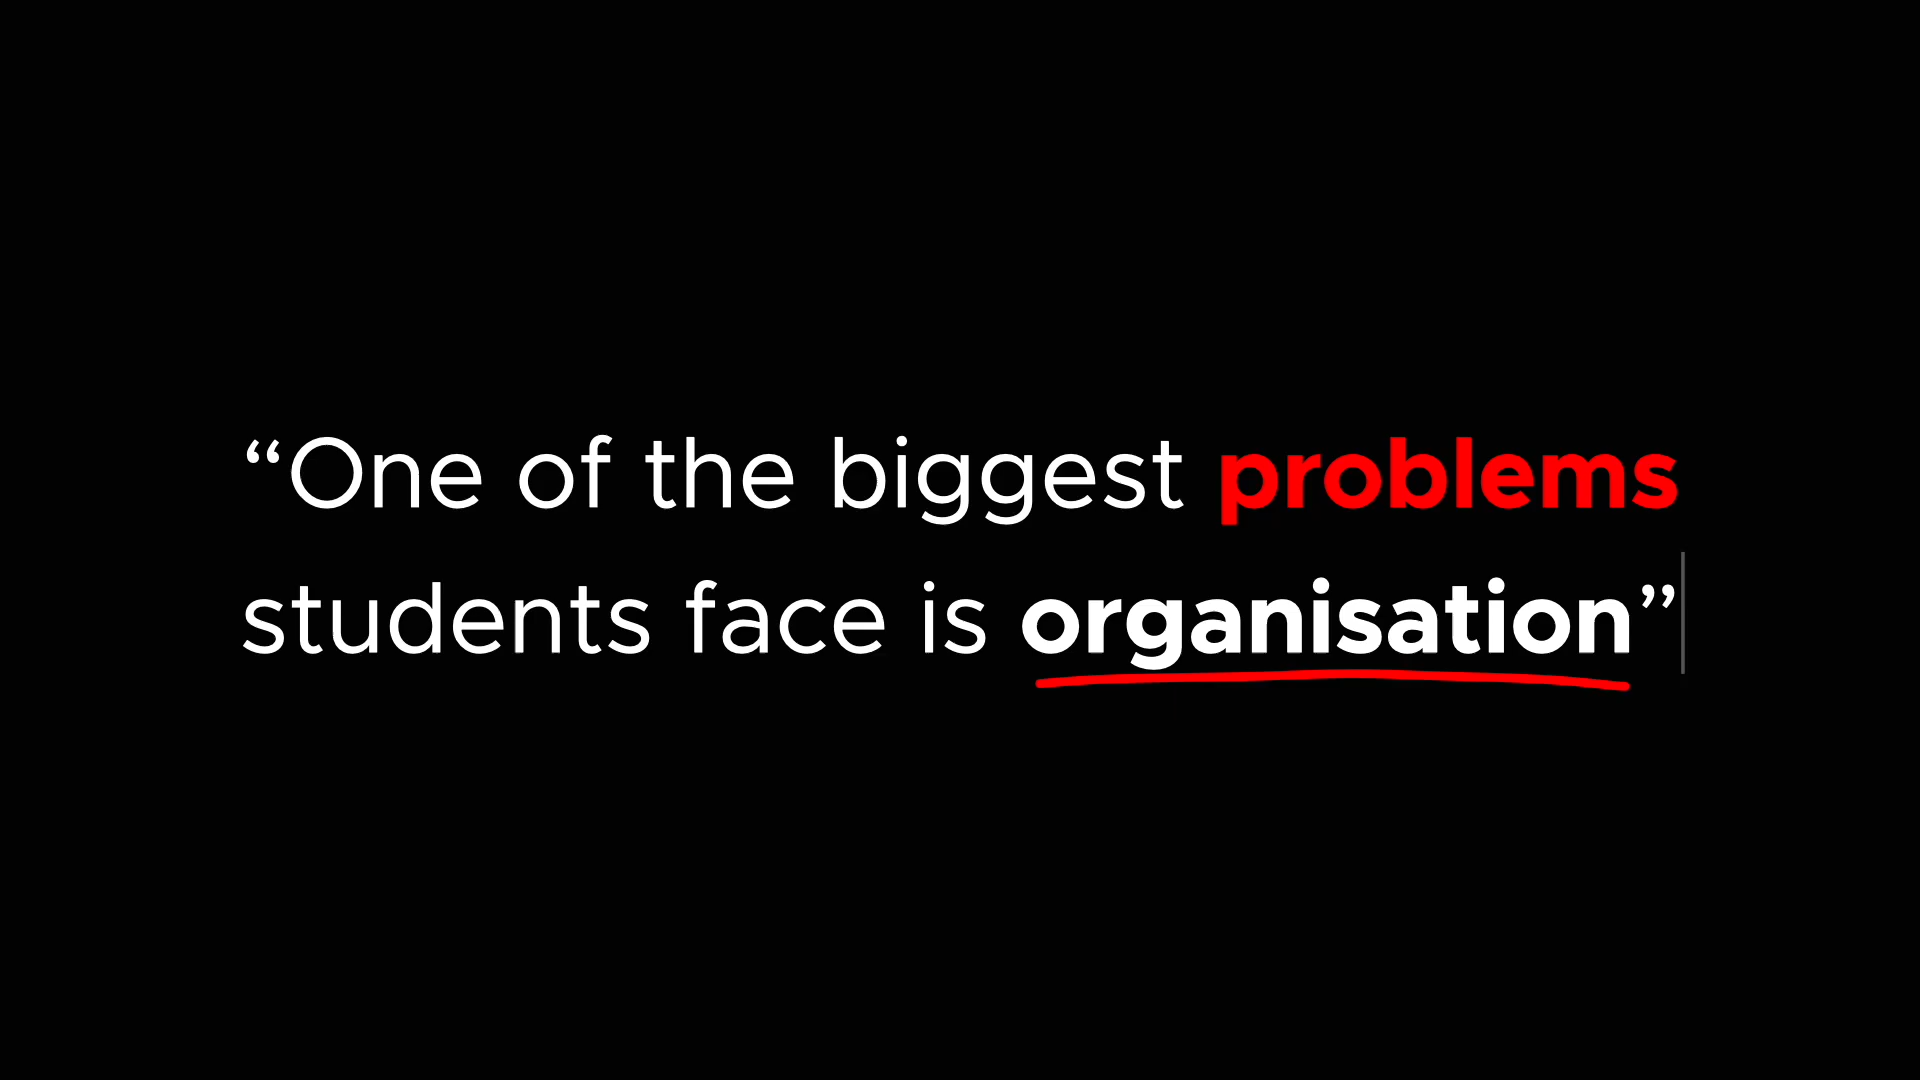 “One of the biggest problems
students face is organisation”